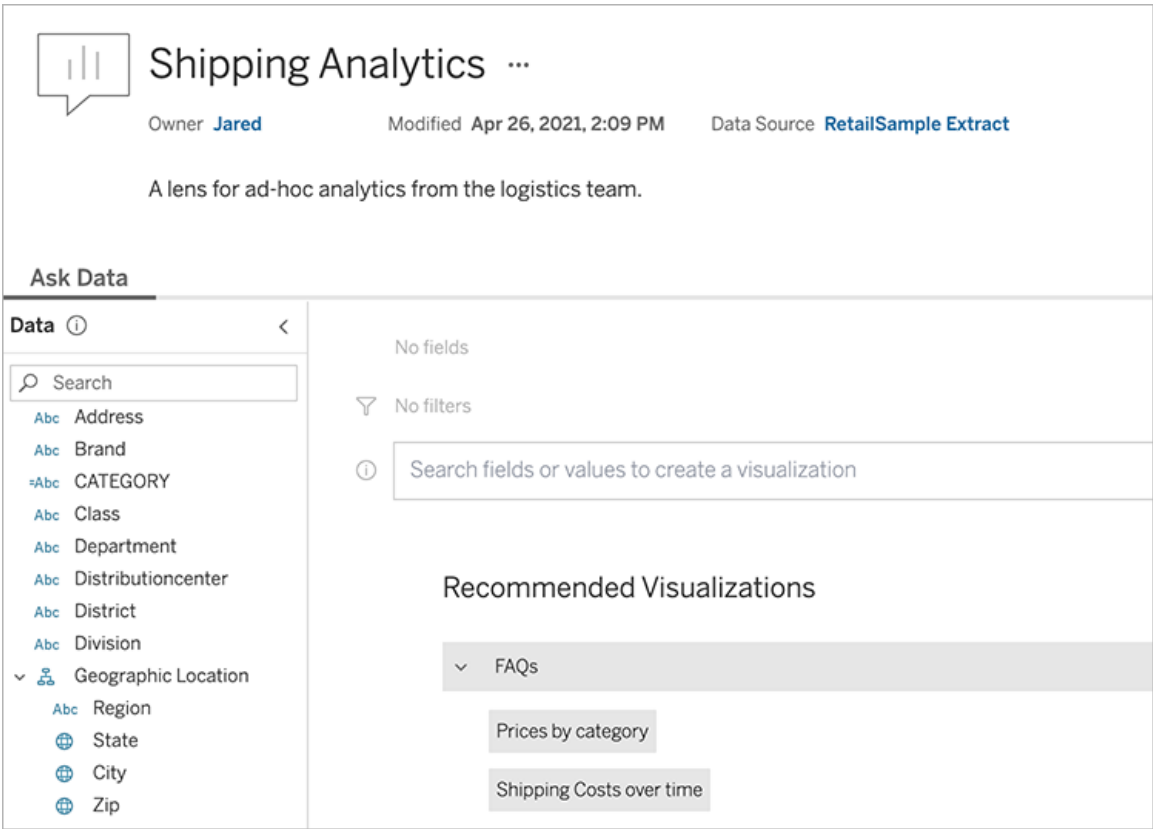 Shipping Analytics ...
Owner Jared Modified Apr 26, 2021, 2:09 PM Data Source RetailSample Extract
A lens for ad-hoc analytics from the logistics team.
Ask Data
Data
Search
Abc Address
Abc Brand
=Abc CATEGORY
Abc Class
Abc Department
Abc Distributioncenter
Abc District
Abc Division
Geographic Location
Abc Region
State
City
Zip
No fields
No filters
Search fields or values to create a visualization
Recommended Visualizations
FAQs
Prices by category
Shipping Costs over time